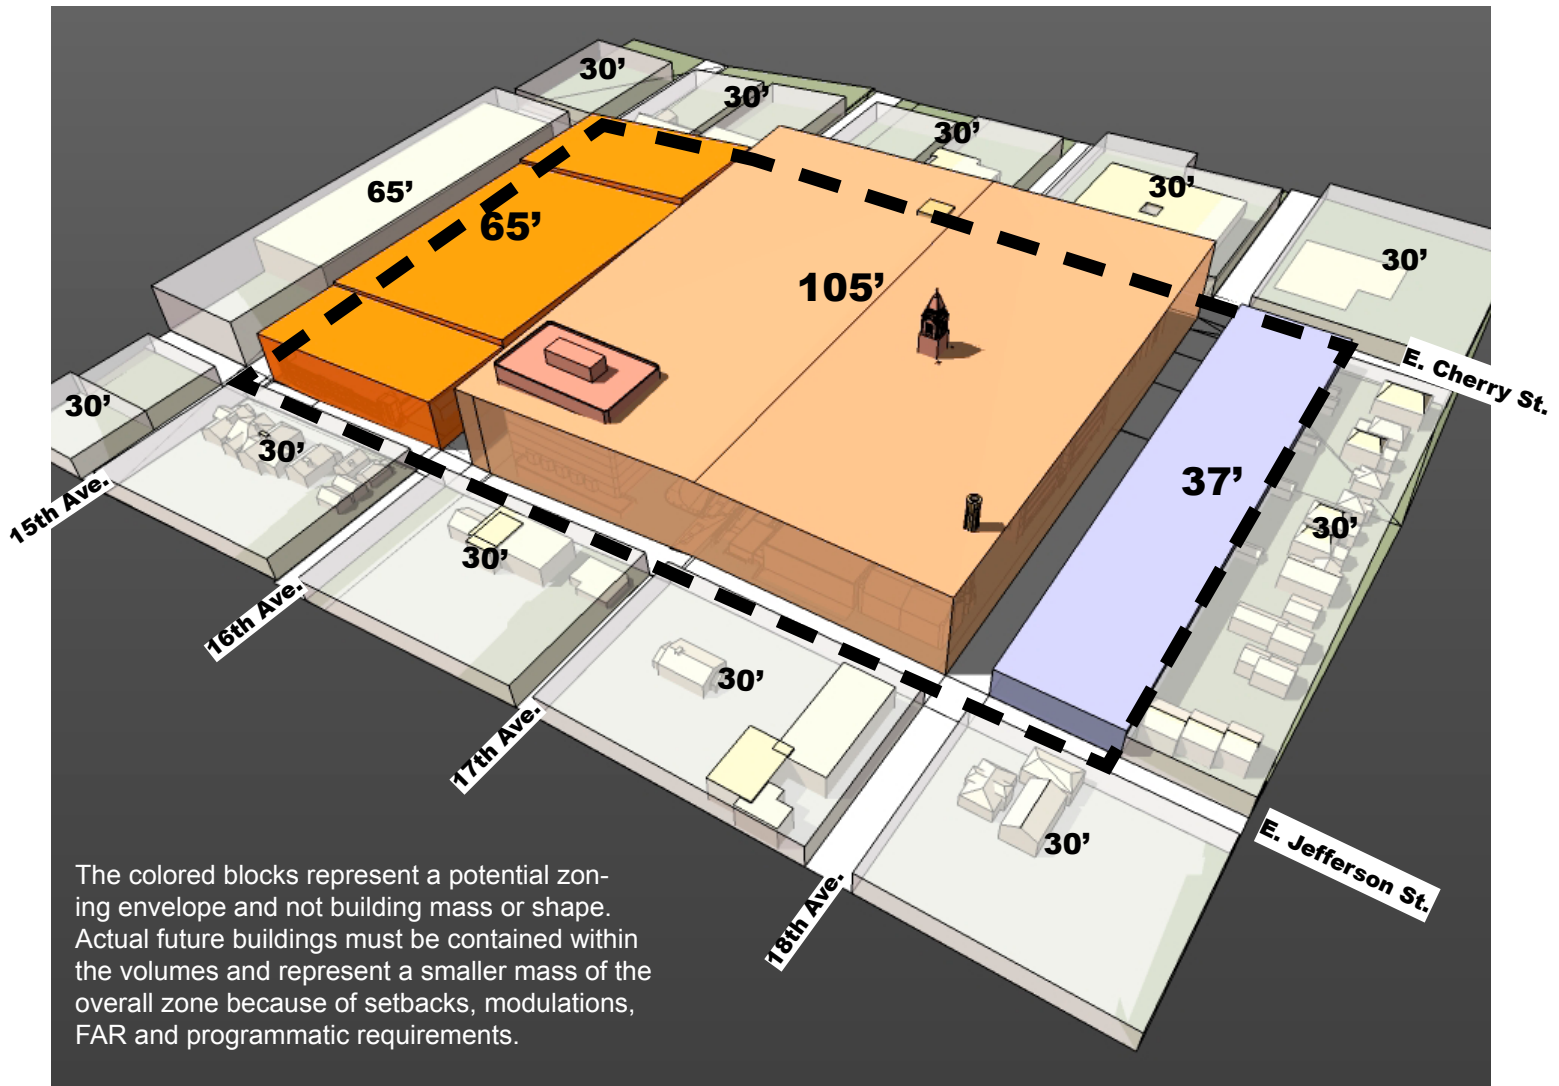 30’
30’
30’
30’
65’
65’
30’
105’
E. Cherry St.
30’
30’
37’
15th Ave.
30’
30’
16th Ave.
30’
17th Ave.
30’
E. Jefferson St.
18th Ave.
The colored blocks represent a potential zon-
ing envelope and not building mass or shape.
Actual future buildings must be contained within
the volumes and represent a smaller mass of the
overall zone because of setbacks, modulations,
FAR and programmatic requirements.